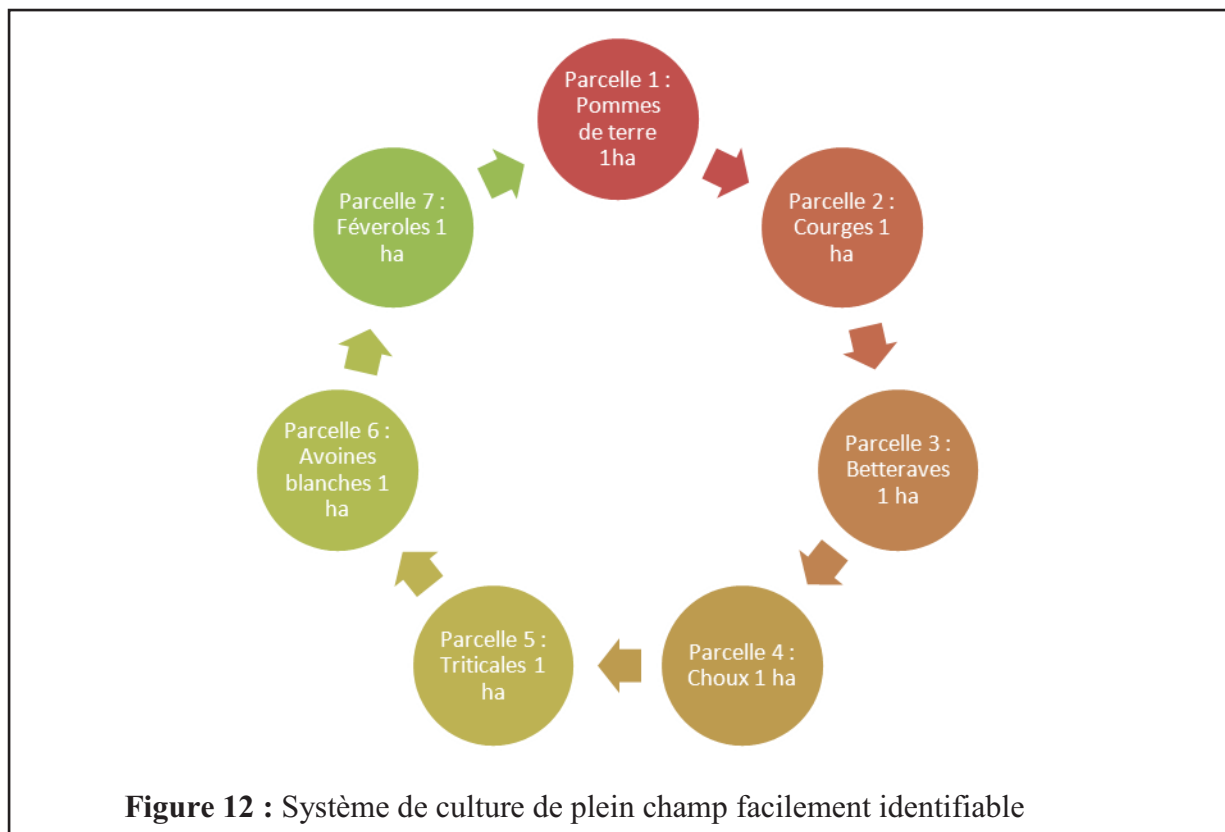 Parcelle 1 :
Pommes
de terre
1ha
Parcelle 2 :
Courges 1
ha
Parcelle 3 :
Betteraves
1 ha
Parcelle 4 :
Choux 1 ha
Parcelle 5 :
Triticales 1
ha
Parcelle 6 :
Avoines
blanches 1
ha
Parcelle 7 :
Féveroles 1
ha
Figure 12 : Système de culture de plein champ facilement identifiable